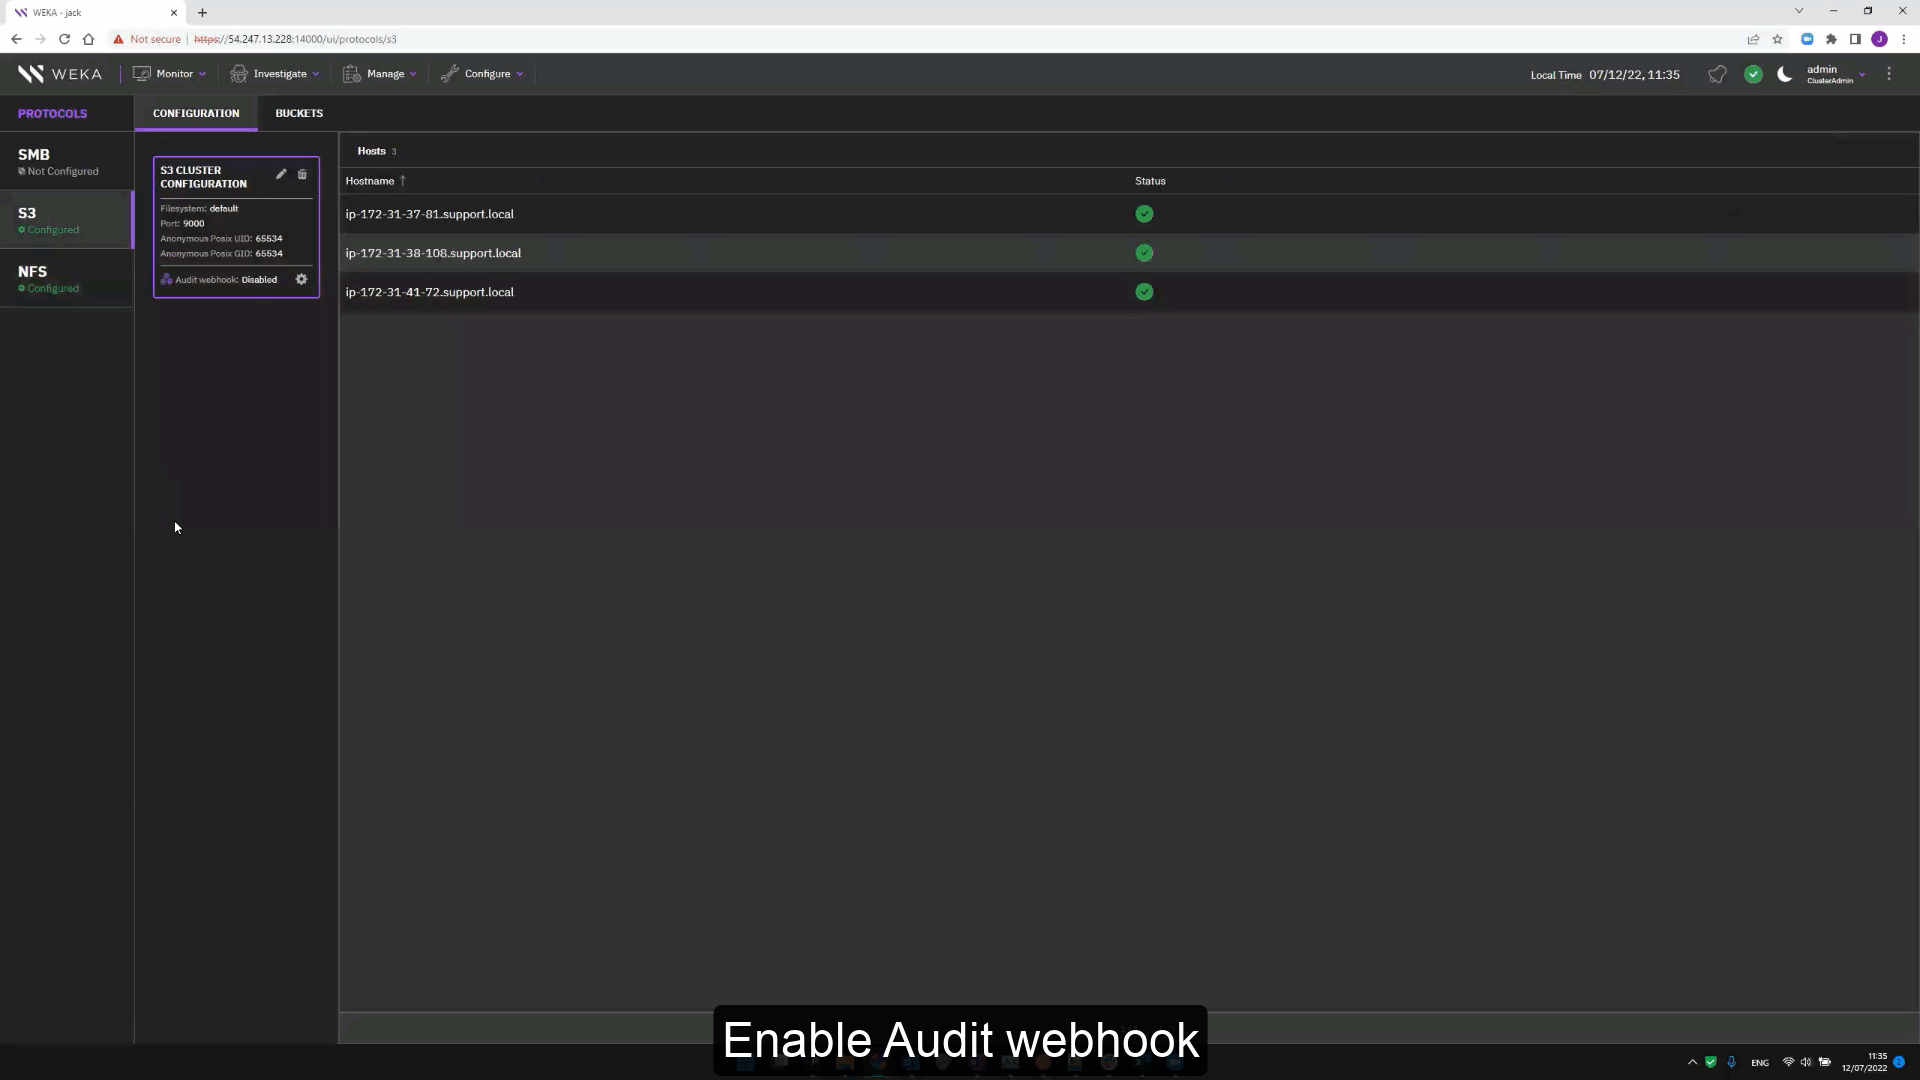 WEKA - jack
Not secure | https://54.247.13.228:14000/ui/protocols/s3
WEKA
Monitor
Investigate
Manage
Configure
Local Time 07/12/22, 11:35
admin
ClusterAdmin
PROTOCOLS
CONFIGURATION
BUCKETS
SMB
Not Configured
S3
Configured
NFS
Configured
S3 CLUSTER
CONFIGURATION
Filesystem: default
Port: 9000
Anonymous Posix UID: 65534
Anonymous Posix GID: 65534
Audit webhook: Disabled
Hosts 3
Hostname ↑
Status
ip-172-31-37-81.support.local
ip-172-31-38-108.support.local
ip-172-31-41-72.support.local
Enable Audit webhook
ENG
11:35
12/07/2022
2
J